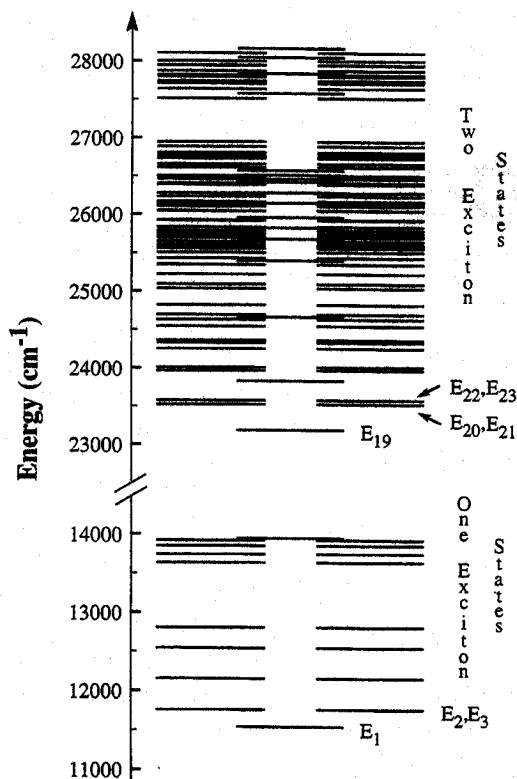 28000
27000
26000
25000
24000
23000
14000
13000
12000
11000
Energy (cm-1)
Two Exciton
States
E22,E23
E20,E21
E19
One Exciton
States
E2,E3
E1